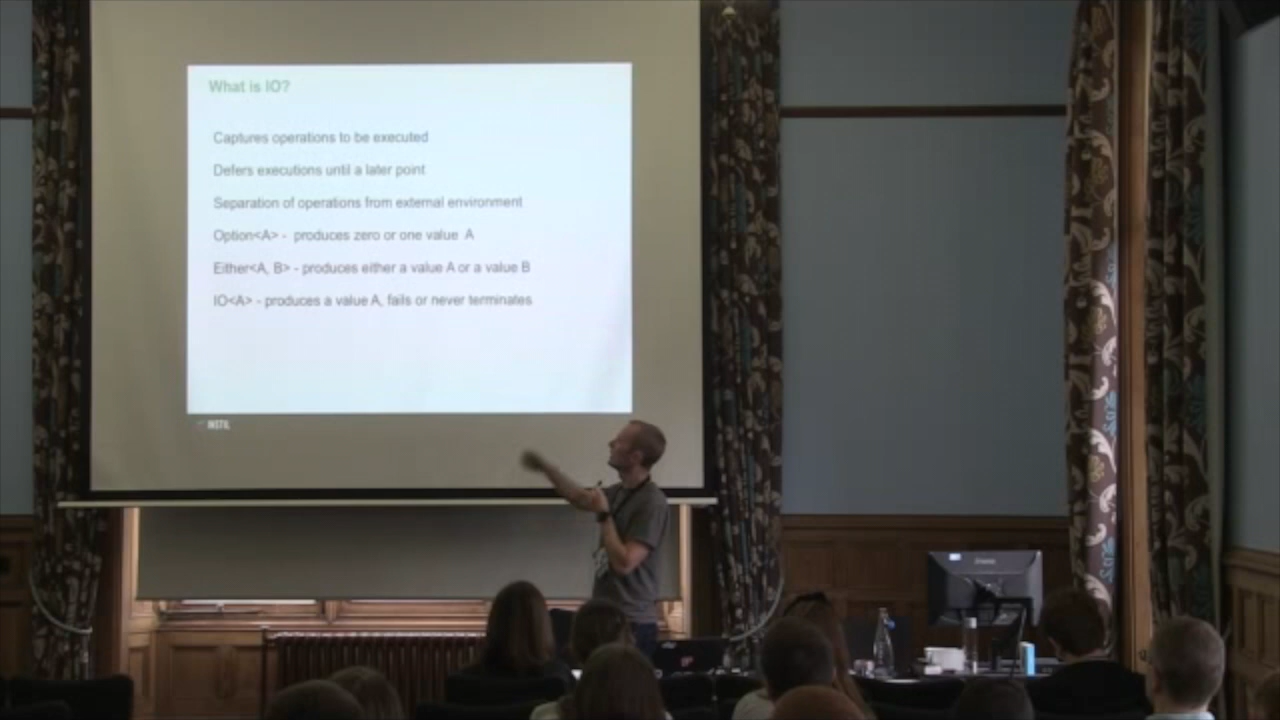 What is IO?
Captures operations to be executed
Defers executions until a later point
Separation of operations from external environment
Option<A> - produces zero or one value A
Either<A, B> - produces either a value A or a value B
IO<A> - produces a value A, fails or never terminates
INSTIL